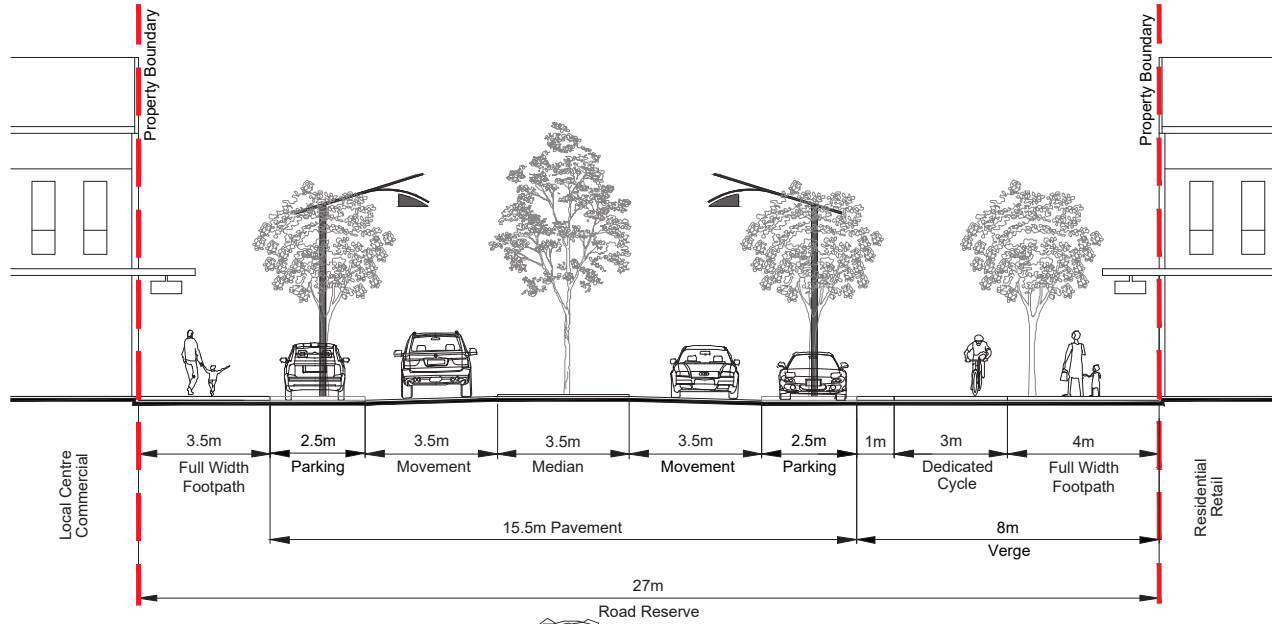 Property Boundary
Property Boundary
3.5m
2.5m
3.5m
3.5m
3.5m
2.5m
1m
3m
4m
Full Width
Footpath
Parking
Movement
Median
Movement
Parking
Dedicated
Cycle
Full Width
Footpath
Local Centre
Commercial
Residential
Retail
15.5m Pavement
8m
Verge
27m
Road Reserve